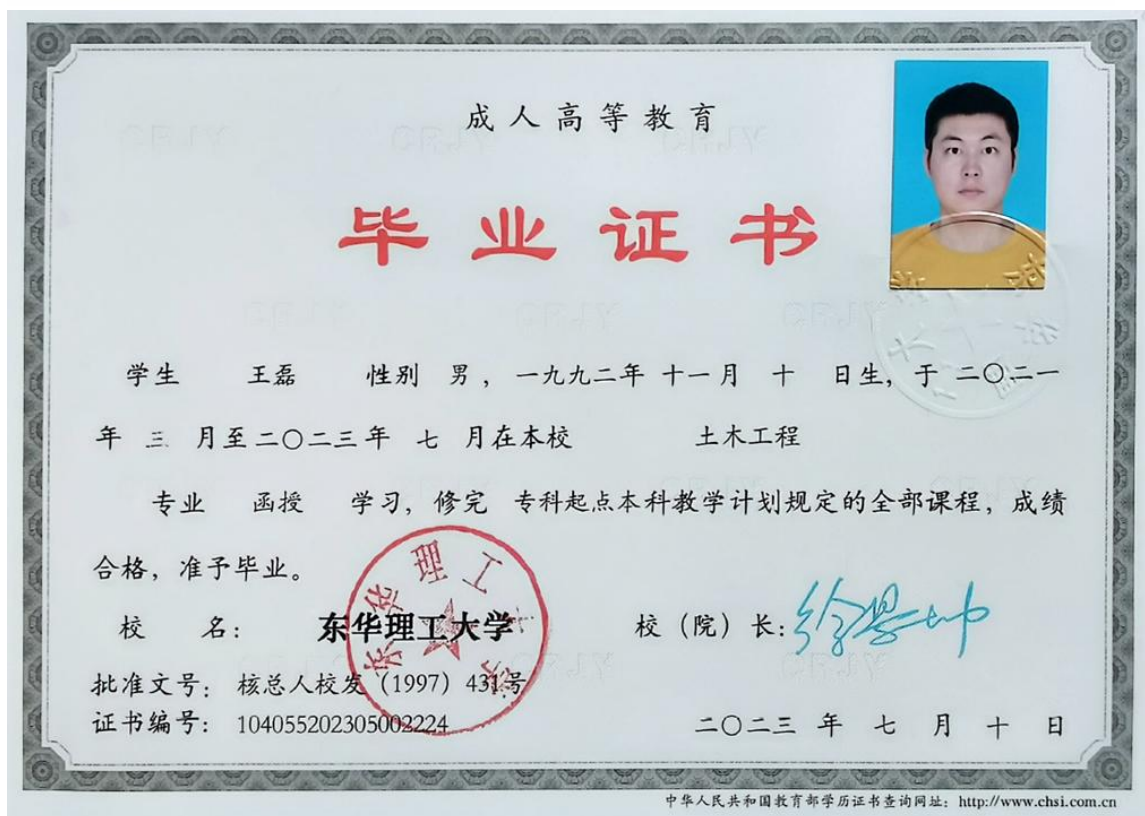 成人高等教育
毕业证书
学生 王磊 性别 男，一九九二年 十一月 十 日生，于 二〇二一
年 三 月至二〇二三年 七 月在本校 土木工程
专业 函授 学习，修完 专科起点本科教学计划规定的全部课程，成绩
合格，准予毕业。
校 名： 东华理工大学 校（院）长：
东华理工大学
批准文号： 核总人校发（1997）431号
证书编号： 104055202305002224 二〇二三 年 七 月 十 日
中华人民共和国教育部学历证书查询网址：http://www.chsi.com.cn